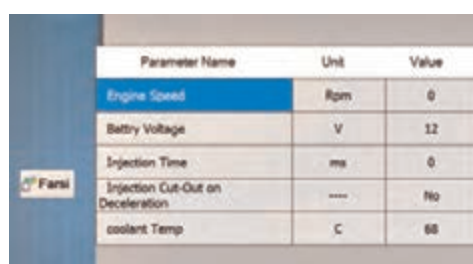 Parameter Name Unit Value
Engine Speed Rpm 0
Battry Voltage V 12
Injection Time ms 0
Farsi
Injection Cut-Out on
Deceleration ---- No
coolant Temp C 68